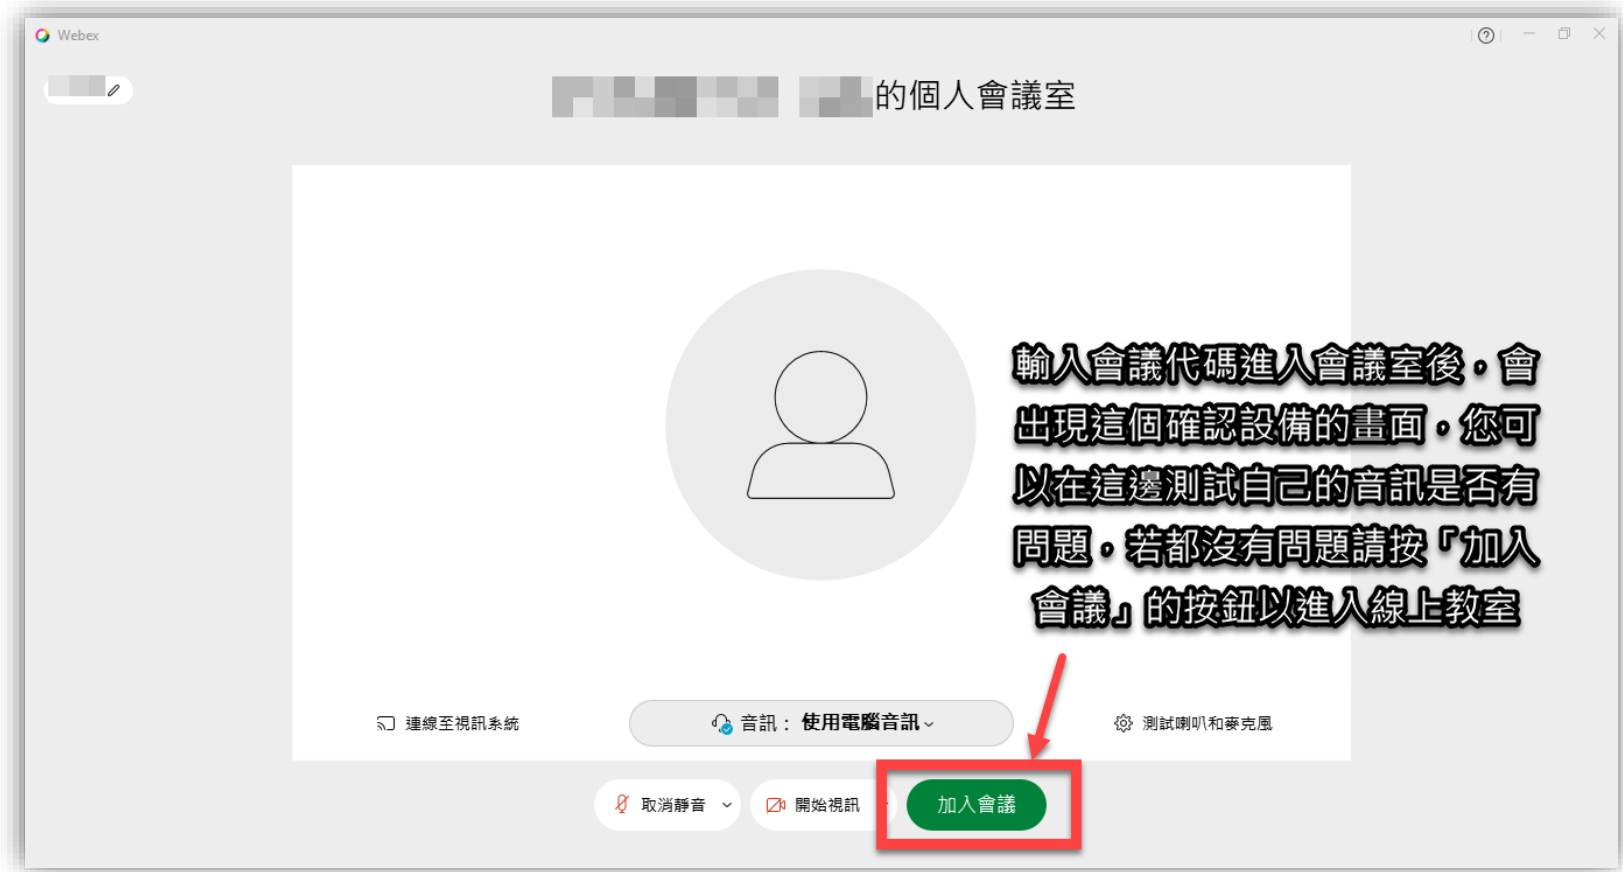 Webex
的個人會議室
輸入會議代碼進入會議室後，會
出現這個確認設備的畫面，您可
以在這邊測試自己的音訊是否有
問題，若都沒有問題請按「加入
會議」的按鈕以進入線上教室
連線至視訊系統
音訊： 使用電腦音訊
測試喇叭和麥克風
取消靜音
開始視訊
加入會議